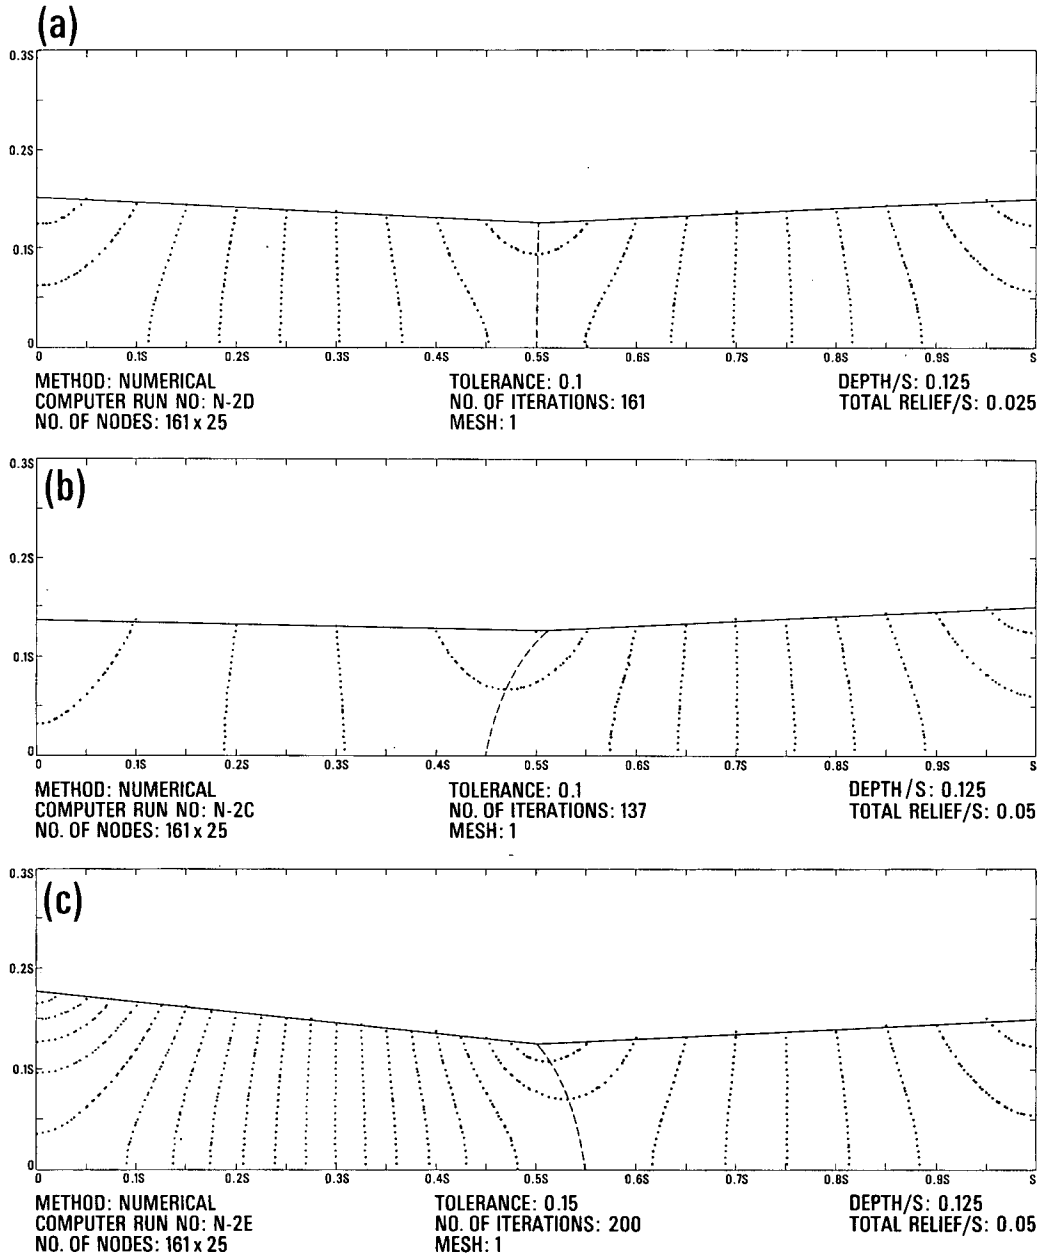 (a)
0.3S
0.2S
0.1S
0
0 0.1S 0.2S 0.3S 0.4S 0.5S 0.6S 0.7S 0.8S 0.9S S
METHOD: NUMERICAL TOLERANCE: 0.1 DEPTH/S: 0.125
COMPUTER RUN NO: N-2D NO. OF ITERATIONS: 161 TOTAL RELIEF/S: 0.025
NO. OF NODES: 161 x 25 MESH: 1
(b)
0.3S
0.2S
0.1S
0
0 0.1S 0.2S 0.3S 0.4S 0.5S 0.6S 0.7S 0.8S 0.9S S
METHOD: NUMERICAL TOLERANCE: 0.1 DEPTH/S: 0.125
COMPUTER RUN NO: N-2C NO. OF ITERATIONS: 137 TOTAL RELIEF/S: 0.05
NO. OF NODES: 161 x 25 MESH: 1
(c)
0.3S
0.2S
0.1S
0
0 0.1S 0.2S 0.3S 0.4S 0.5S 0.6S 0.7S 0.8S 0.9S S
METHOD: NUMERICAL TOLERANCE: 0.15 DEPTH/S: 0.125
COMPUTER RUN NO: N-2E NO. OF ITERATIONS: 200 TOTAL RELIEF/S: 0.05
NO. OF NODES: 161 x 25 MESH: 1